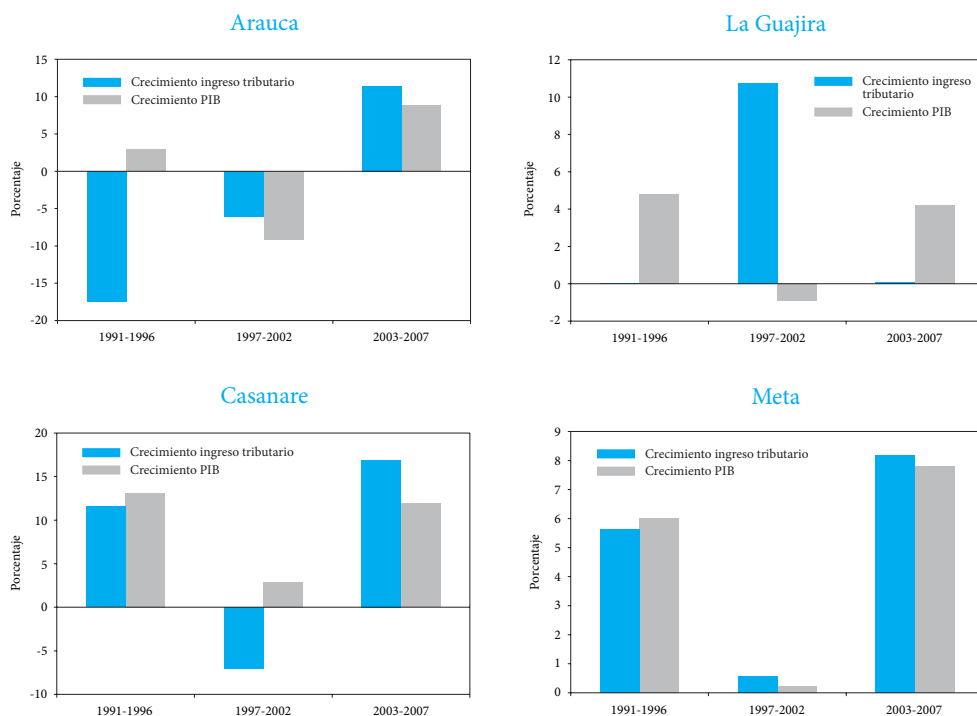 Arauca
Porcentaje
15
10
5
0
-5
-10
-15
-20
Crecimiento ingreso tributario
Crecimiento PIB
1991-1996 1997-2002 2003-2007
La Guajira
Porcentaje
12
10
8
6
4
2
0
-2
Crecimiento ingreso
tributario
Crecimiento PIB
1991-1996 1997-2002 2003-2007
Casanare
Porcentaje
20
15
10
5
0
-5
-10
Crecimiento ingreso tributario
Crecimiento PIB
1991-1996 1997-2002 2003-2007
Meta
Porcentaje
9
8
7
6
5
4
3
2
1
0
Crecimiento ingreso tributario
Crecimiento PIB
1991-1996 1997-2002 2003-2007